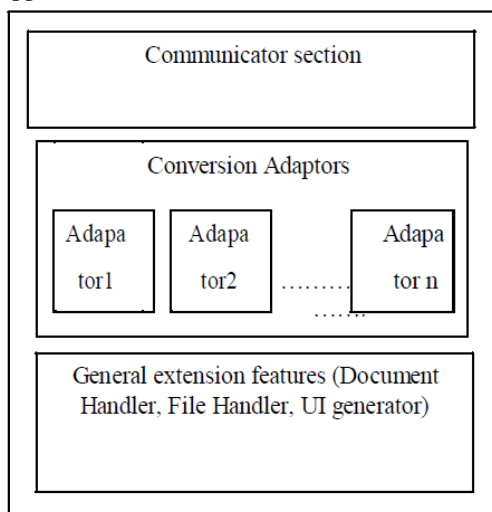 Communicator section
Conversion Adaptors
Adapa
tor1
Adapa
tor2
................
Adapa
tor n
General extension features (Document
Handler, File Handler, UI generator)